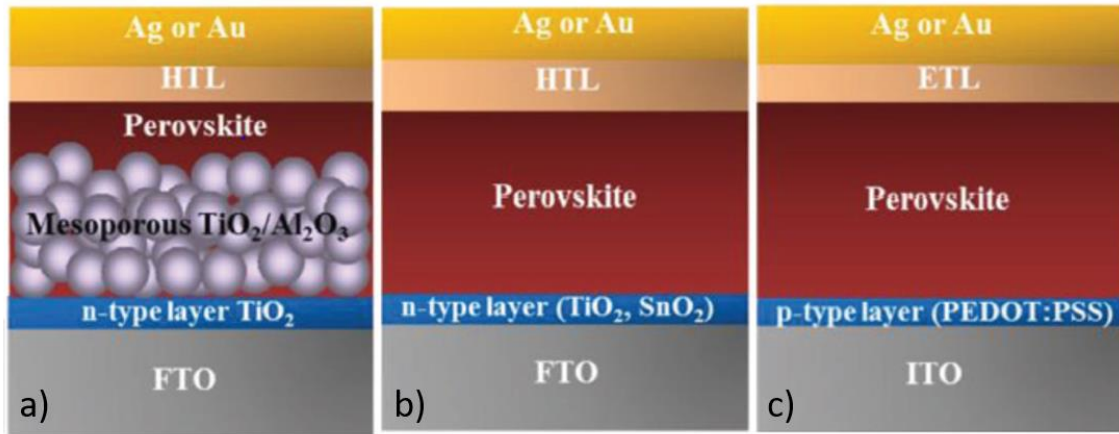 Ag or Au
HTL
Perovskite
Mesoporous TiO₂/Al₂O₃
n-type layer TiO₂
FTO
a)
Ag or Au
HTL
Perovskite
n-type layer (TiO₂, SnO₂)
FTO
b)
Ag or Au
ETL
Perovskite
p-type layer (PEDOT:PSS)
ITO
c)